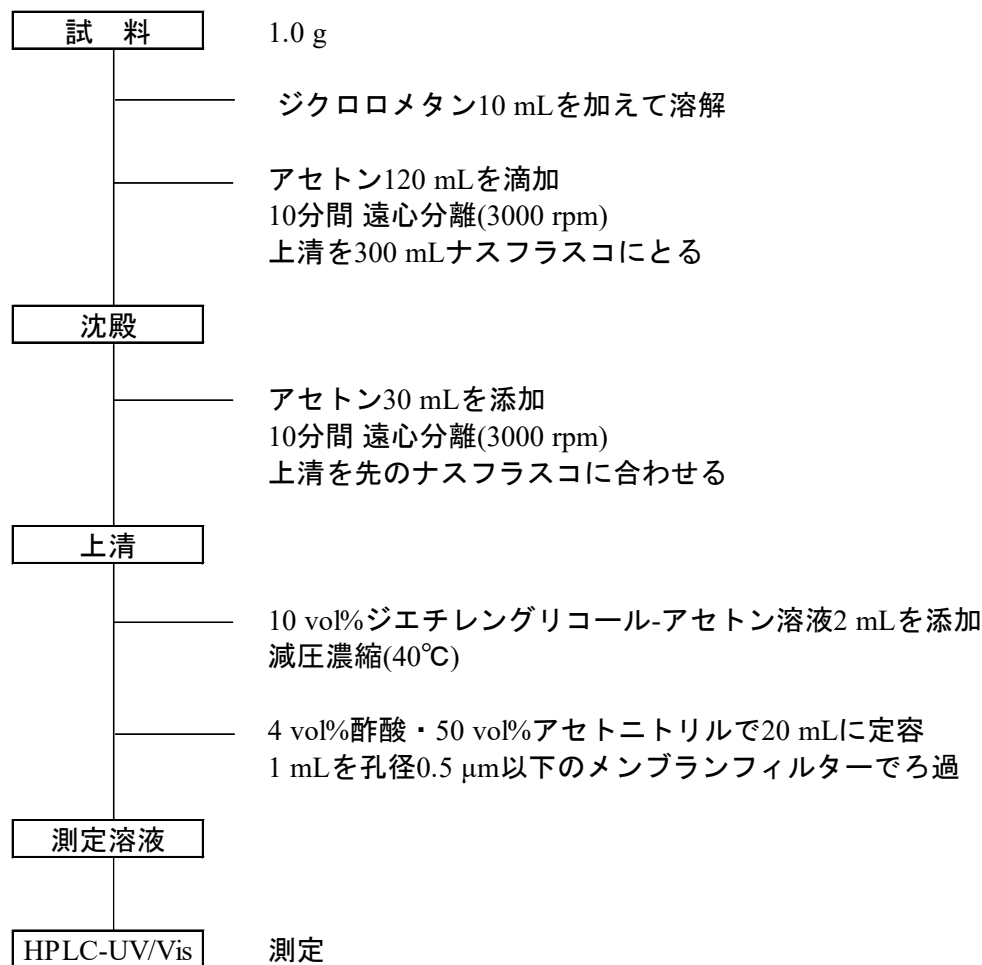 試 料 1.0 g
ジクロロメタン10 mLを加えて溶解
アセトン120 mLを滴加
10分間 遠心分離(3000 rpm)
上清を300 mLナスフラスコにとる
沈殿
アセトン30 mLを添加
10分間 遠心分離(3000 rpm)
上清を先のナスフラスコに合わせる
上清
10 vol%ジエチレングリコール-アセトン溶液2 mLを添加
減圧濃縮(40℃)
4 vol%酢酸・50 vol%アセトニトリルで20 mLに定容
1 mLを孔径0.5 μm以下のメンブランフィルターでろ過
測定溶液
HPLC-UV/Vis 測定